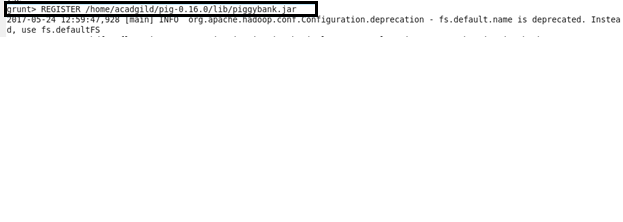 grunt> REGISTER /home/acadgild/pig-0.16.0/lib/piggybank.jar
2017-05-24 12:59:47,928 [main] INFO  org.apache.hadoop.conf.Configuration.deprecation - fs.default.name is deprecated. Instea
d, use fs.defaultFS